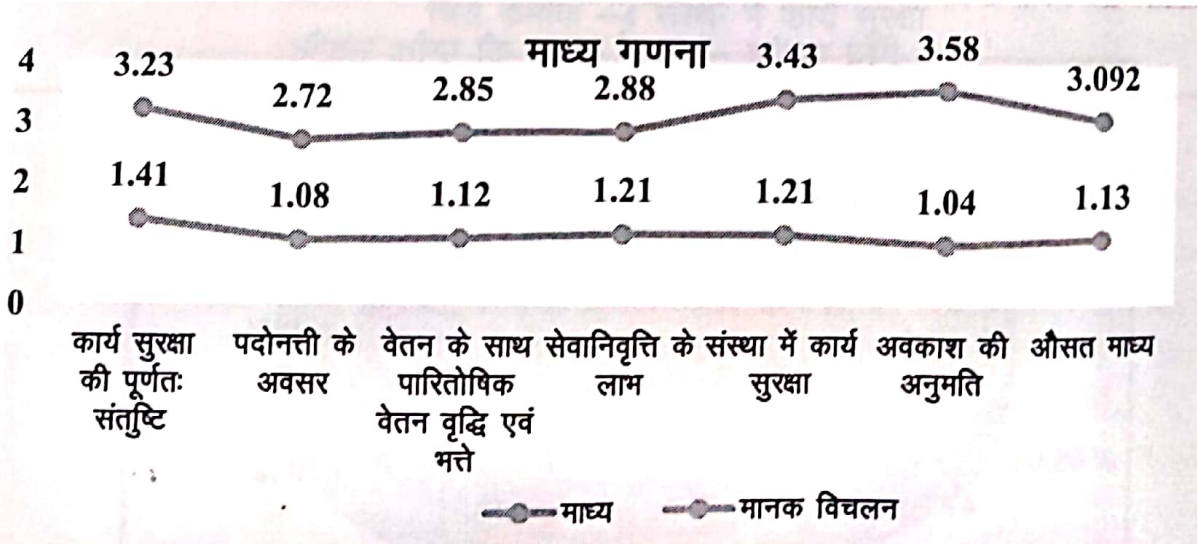 माध्य गणना
4
3
2
1
0
3.23
2.72
2.85
2.88
3.43
3.58
3.092
1.41
1.08
1.12
1.21
1.21
1.04
1.13
कार्य सुरक्षा
की पूर्णतः
संतुष्टि
पदोनत्ती के
अवसर
वेतन के साथ
पारितोषिक
वेतन वृद्धि एवं
भत्ते
सेवानिवृत्ति के
लाभ
संस्था में कार्य
सुरक्षा
अवकाश की
अनुमति
औसत माध्य
माध्य
मानक विचलन